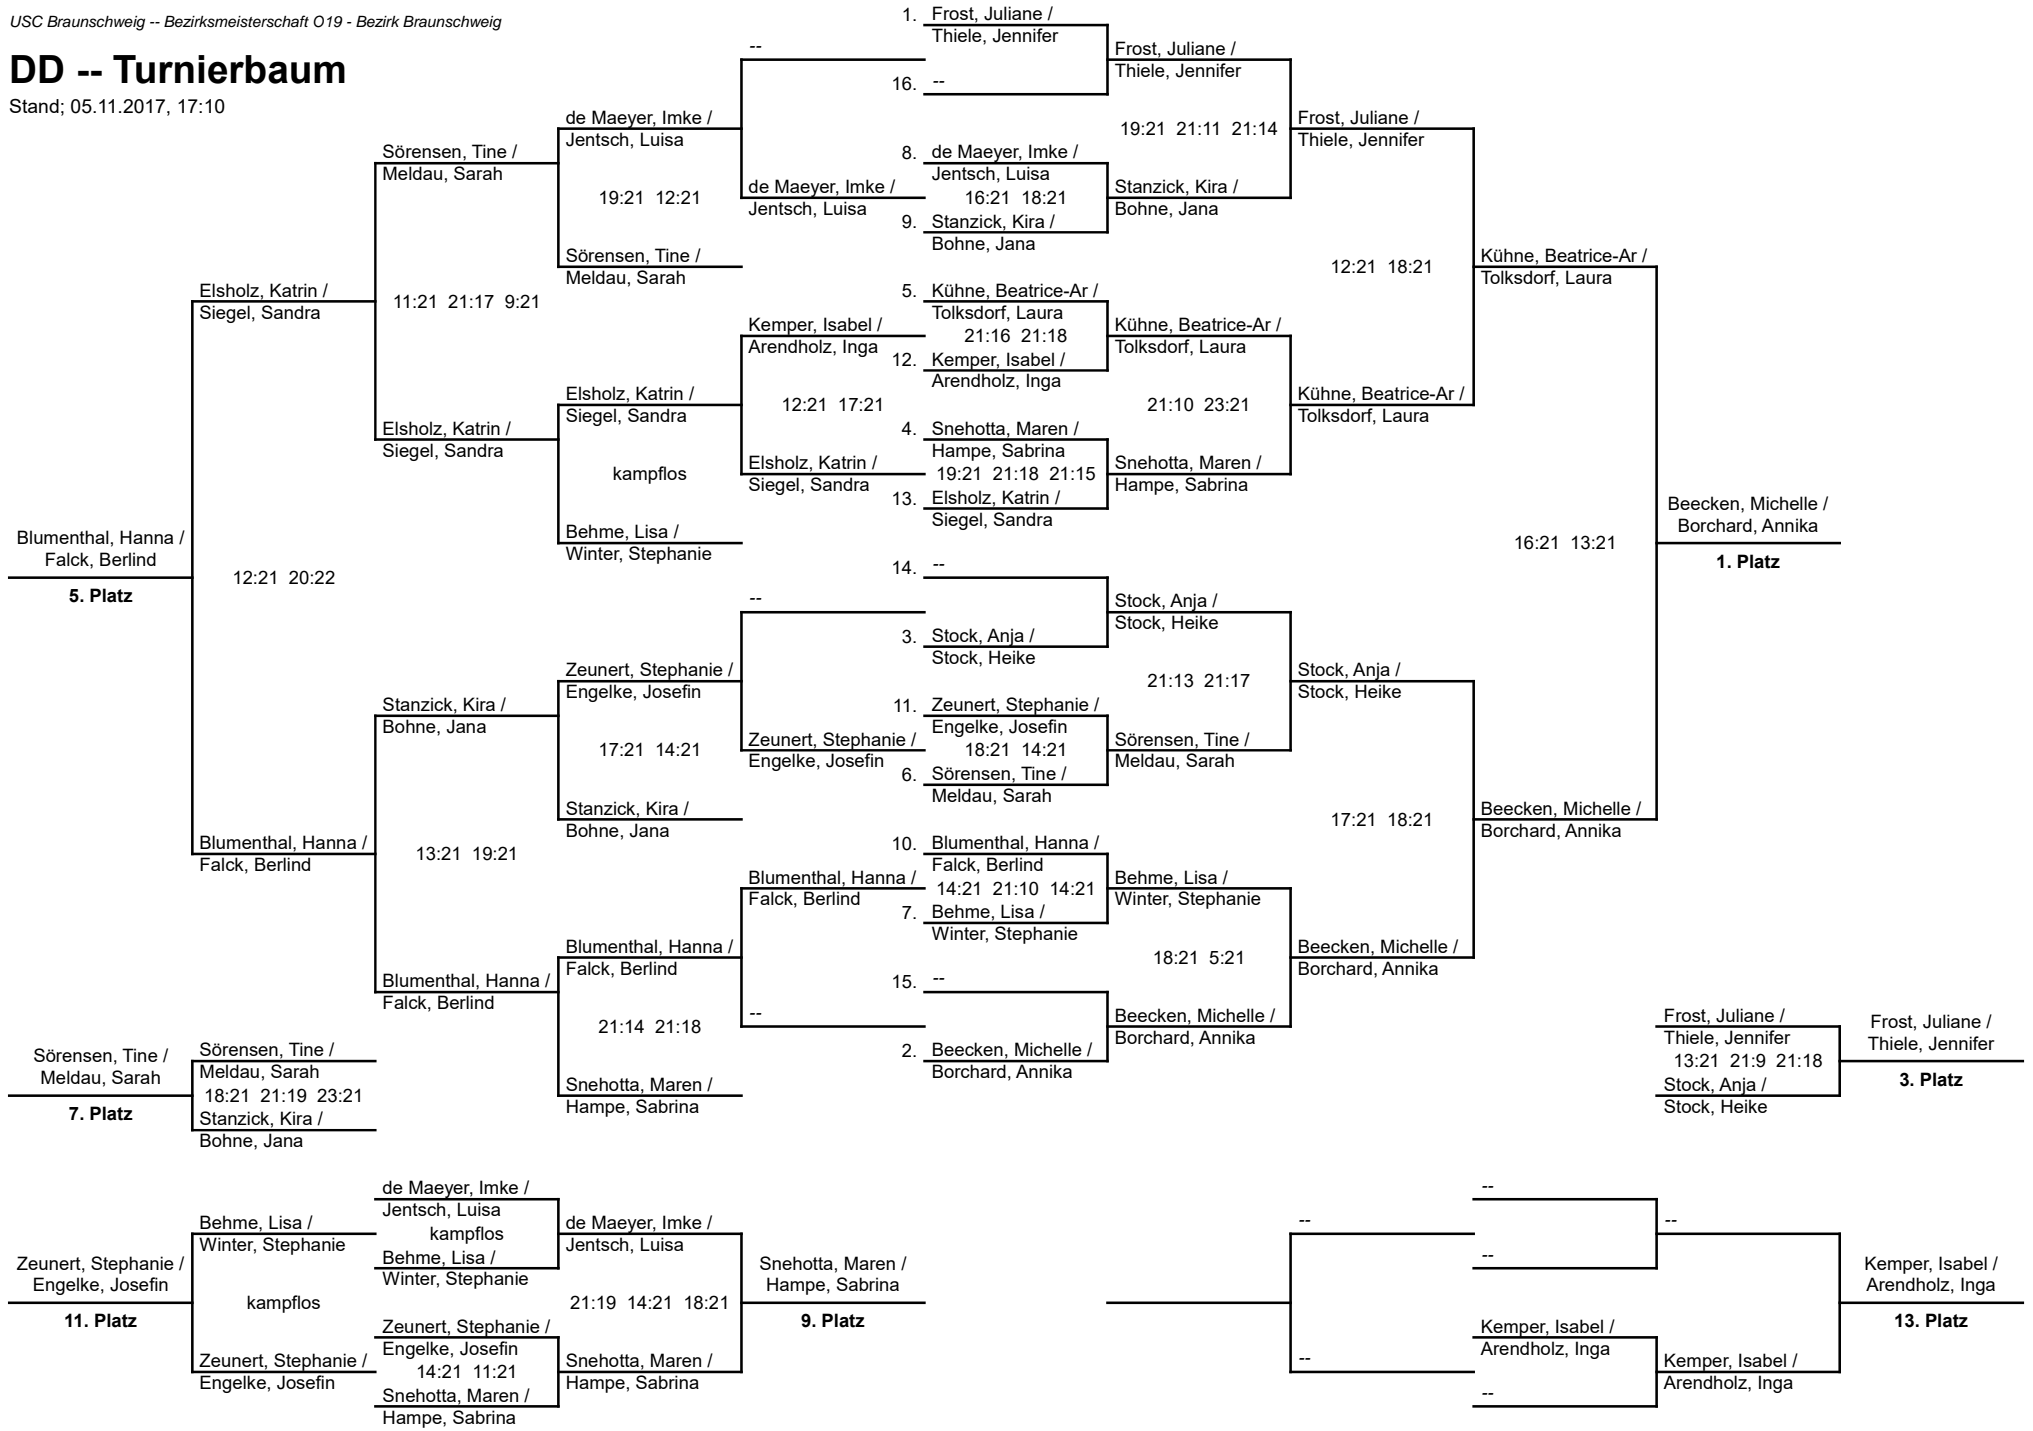 USC Braunschweig -- Bezirksmeisterschaft O19 - Bezirk Braunschweig
DD -- Turnierbaum
Stand; 05.11.2017, 17:10
Blumenthal, Hanna /
Falck, Berlind
5. Platz
Sörensen, Tine /
Meldau, Sarah
7. Platz
Elsholz, Katrin /
Siegel, Sandra
12:21 20:22
Blumenthal, Hanna /
Falck, Berlind
Sörensen, Tine /
Meldau, Sarah
18:21 21:19 23:21
Stanzick, Kira /
Bohne, Jana
Sörensen, Tine /
Meldau, Sarah
11:21 21:17 9:21
Elsholz, Katrin /
Siegel, Sandra
Stanzick, Kira /
Bohne, Jana
13:21 19:21
Blumenthal, Hanna /
Falck, Berlind
de Maeyer, Imke /
Jentsch, Luisa
19:21 12:21
Sörensen, Tine /
Meldau, Sarah
Elsholz, Katrin /
Siegel, Sandra
kampflos
Behme, Lisa /
Winter, Stephanie
Zeunert, Stephanie /
Engelke, Josefin
17:21 14:21
Stanzick, Kira /
Bohne, Jana
Blumenthal, Hanna /
Falck, Berlind
21:14 21:18
Snehotta, Maren /
Hampe, Sabrina
--
de Maeyer, Imke /
Jentsch, Luisa
Kemper, Isabel /
Arendholz, Inga
12:21 17:21
Elsholz, Katrin /
Siegel, Sandra
--
Zeunert, Stephanie /
Engelke, Josefin
Blumenthal, Hanna /
Falck, Berlind
--
1. Frost, Juliane /
Thiele, Jennifer
16. --
8. de Maeyer, Imke /
Jentsch, Luisa
16:21 18:21
9. Stanzick, Kira /
Bohne, Jana
5. Kühne, Beatrice-Ar /
Tolksdorf, Laura
21:16 21:18
12. Kemper, Isabel /
Arendholz, Inga
4. Snehotta, Maren /
Hampe, Sabrina
19:21 21:18 21:15
13. Elsholz, Katrin /
Siegel, Sandra
14. --
3. Stock, Anja /
Stock, Heike
11. Zeunert, Stephanie /
Engelke, Josefin
18:21 14:21
6. Sörensen, Tine /
Meldau, Sarah
10. Blumenthal, Hanna /
Falck, Berlind
14:21 21:10 14:21
7. Behme, Lisa /
Winter, Stephanie
15. --
2. Beecken, Michelle /
Borchard, Annika
Frost, Juliane /
Thiele, Jennifer
19:21 21:11 21:14
Stanzick, Kira /
Bohne, Jana
Kühne, Beatrice-Ar /
Tolksdorf, Laura
21:10 23:21
Snehotta, Maren /
Hampe, Sabrina
Stock, Anja /
Stock, Heike
21:13 21:17
Sörensen, Tine /
Meldau, Sarah
Behme, Lisa /
Winter, Stephanie
18:21 5:21
Beecken, Michelle /
Borchard, Annika
Frost, Juliane /
Thiele, Jennifer
12:21 18:21
Kühne, Beatrice-Ar /
Tolksdorf, Laura
Stock, Anja /
Stock, Heike
17:21 18:21
Beecken, Michelle /
Borchard, Annika
Kühne, Beatrice-Ar /
Tolksdorf, Laura
16:21 13:21
Beecken, Michelle /
Borchard, Annika
Beecken, Michelle /
Borchard, Annika
1. Platz
Frost, Juliane /
Thiele, Jennifer
13:21 21:9 21:18
Stock, Anja /
Stock, Heike
Frost, Juliane /
Thiele, Jennifer
3. Platz
Zeunert, Stephanie /
Engelke, Josefin
11. Platz
Behme, Lisa /
Winter, Stephanie
kampflos
Zeunert, Stephanie /
Engelke, Josefin
de Maeyer, Imke /
Jentsch, Luisa
kampflos
Behme, Lisa /
Winter, Stephanie
Zeunert, Stephanie /
Engelke, Josefin
14:21 11:21
Snehotta, Maren /
Hampe, Sabrina
de Maeyer, Imke /
Jentsch, Luisa
21:19 14:21 18:21
Snehotta, Maren /
Hampe, Sabrina
Snehotta, Maren /
Hampe, Sabrina
9. Platz
--
--
--
--
Kemper, Isabel /
Arendholz, Inga
--
--
Kemper, Isabel /
Arendholz, Inga
Kemper, Isabel /
Arendholz, Inga
13. Platz